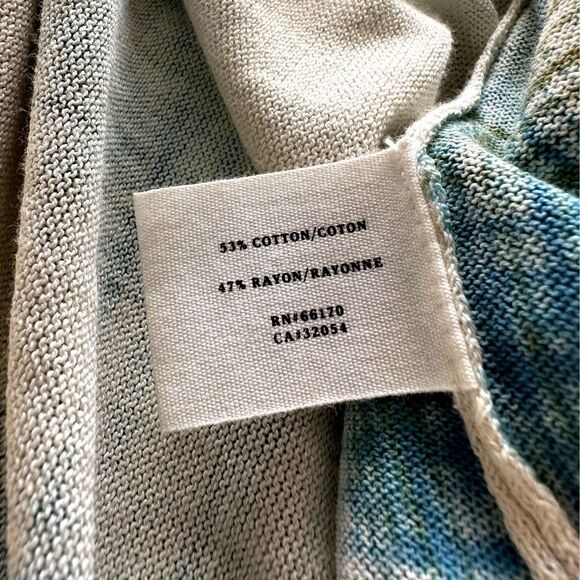 53% COTTON/COTON
47% RAYON/RAYONNE
RN#66170
CA#32054